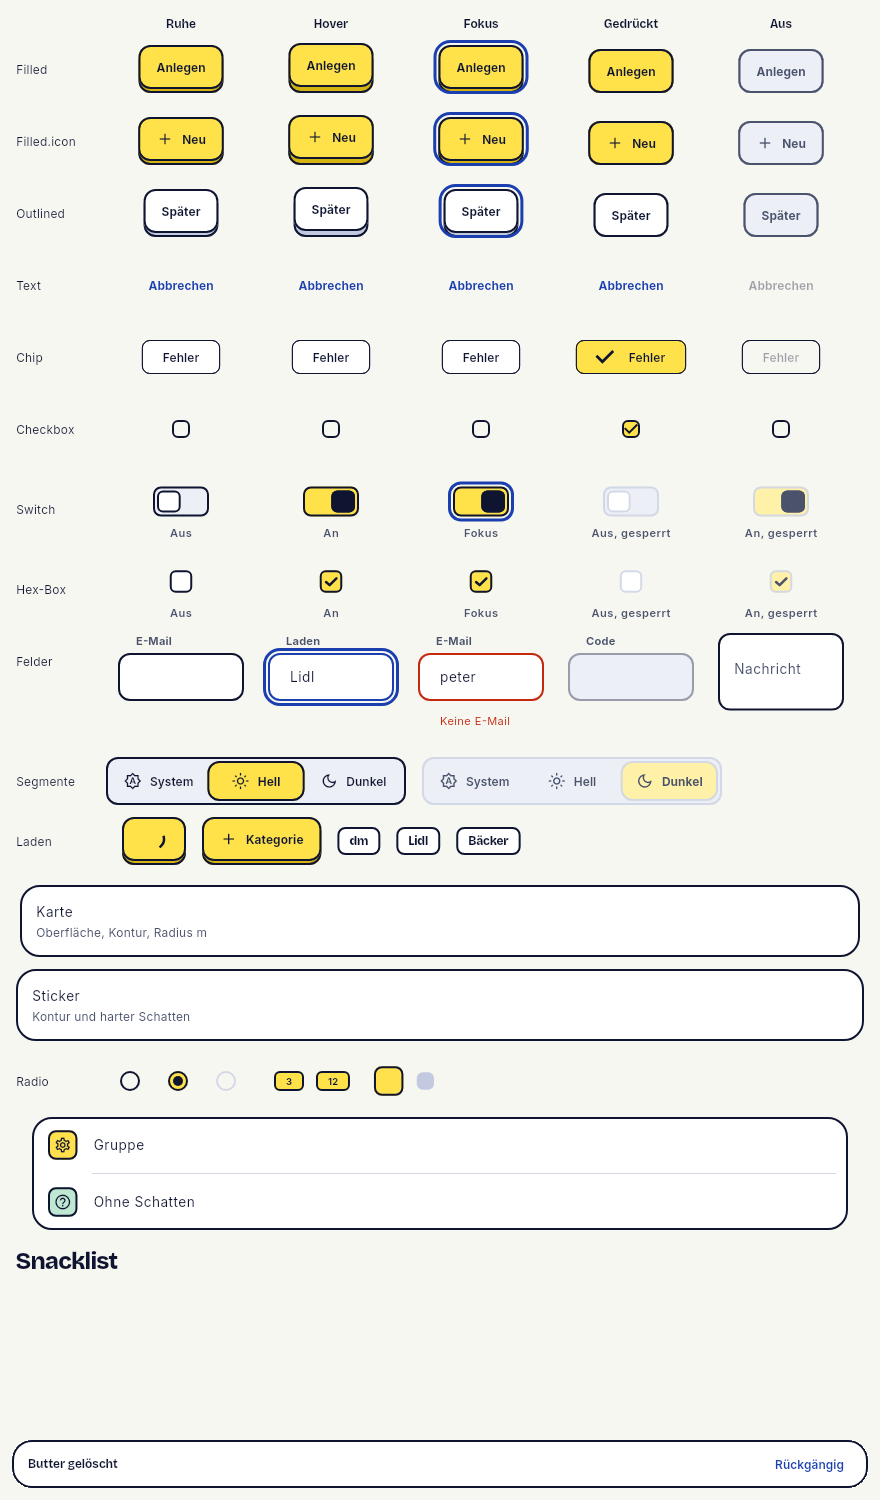 Ruhe Hover Fokus Gedrückt Aus
Filled Anlegen Anlegen Anlegen Anlegen Anlegen
Filled.icon Neu Neu Neu Neu Neu
Outlined Später Später Später Später Später
Text Abbrechen Abbrechen Abbrechen Abbrechen Abbrechen
Chip Fehler Fehler Fehler Fehler Fehler
Checkbox
Switch
Aus An Fokus Aus, gesperrt An, gesperrt
Hex-Box
Aus An Fokus Aus, gesperrt An, gesperrt
E-Mail Laden E-Mail Code
Felder Lidl peter Nachricht
Keine E-Mail
Segmente System Hell Dunkel System Hell Dunkel
Laden Kategorie dm Lidl Bäcker
Karte
Oberfläche, Kontur, Radius m
Sticker
Kontur und harter Schatten
Radio 3 12
Gruppe
Ohne Schatten
Snacklist
Butter gelöscht Rückgängig